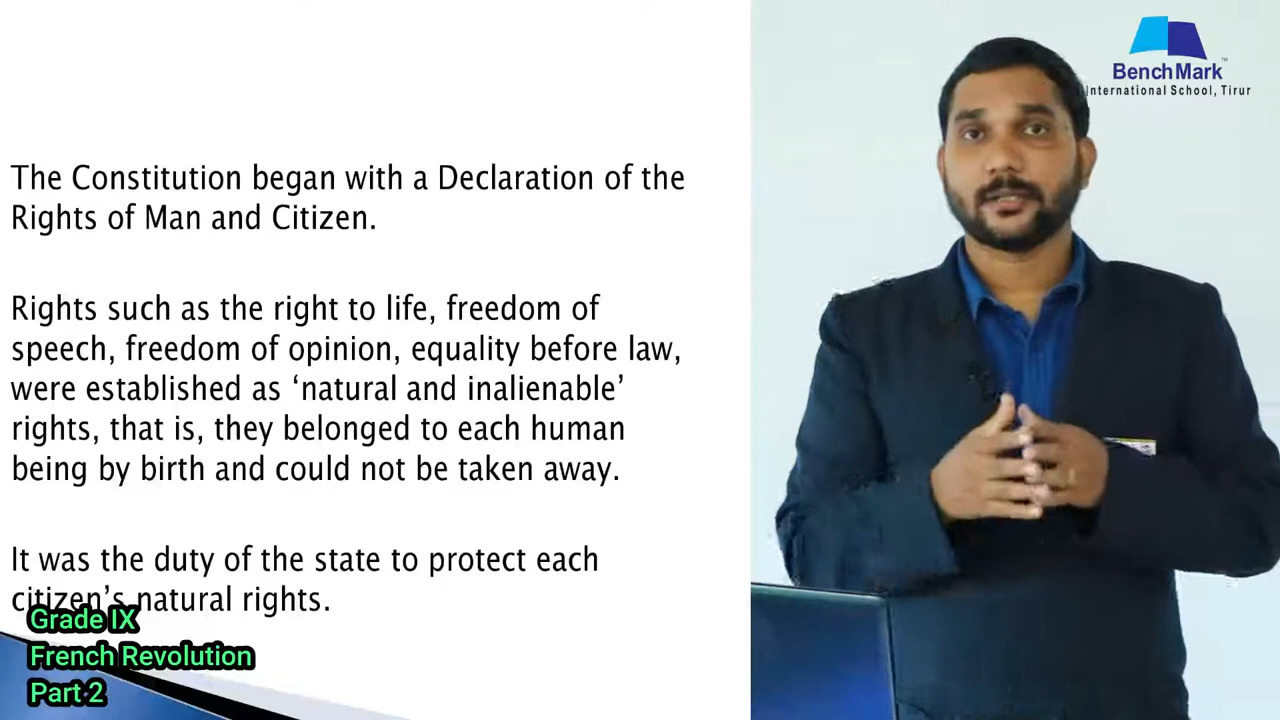 BenchMark™
International School, Tirur
The Constitution began with a Declaration of the
Rights of Man and Citizen.
Rights such as the right to life, freedom of
speech, freedom of opinion, equality before law,
were established as ‘natural and inalienable’
rights, that is, they belonged to each human
being by birth and could not be taken away.
It was the duty of the state to protect each
citizen’s natural rights.
Grade IX
French Revolution
Part 2